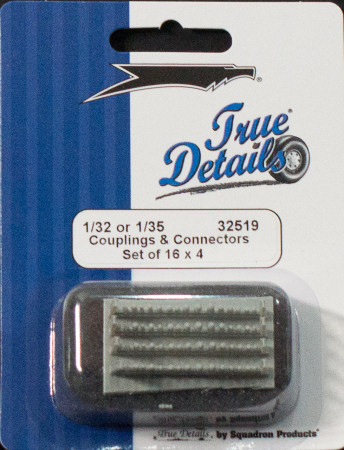 ®
True
Details
1/32 or 1/35 32519
Couplings & Connectors
Set of 16 x 4
True Details, by Squadron Products